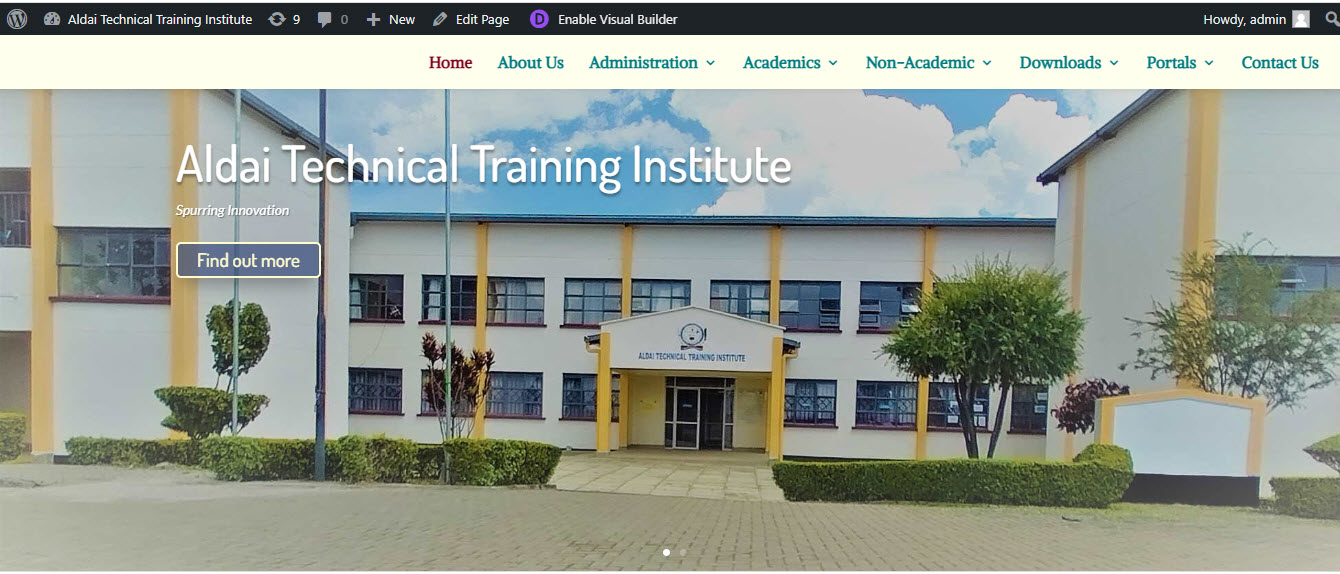 Aldai Technical Training Institute 9 0 New Edit Page D Enable Visual Builder Howdy, admin
Home About Us Administration Academics Non-Academic Downloads Portals Contact Us
Aldai Technical Training Institute
Spurring Innovation
Find out more
ALDAI TECHNICAL TRAINING INSTITUTE